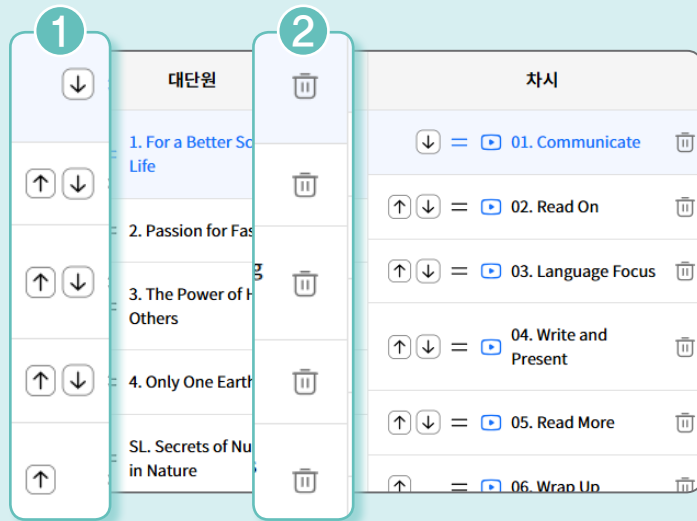 1
2
대단원
차시
1. For a Better Sc
Life
2. Passion for Fas
g
3. The Power of H
Others
4. Only One Earth
SL. Secrets of Nu
in Nature
01. Communicate
02. Read On
03. Language Focus
04. Write and
Present
05. Read More
06. Wrap Up